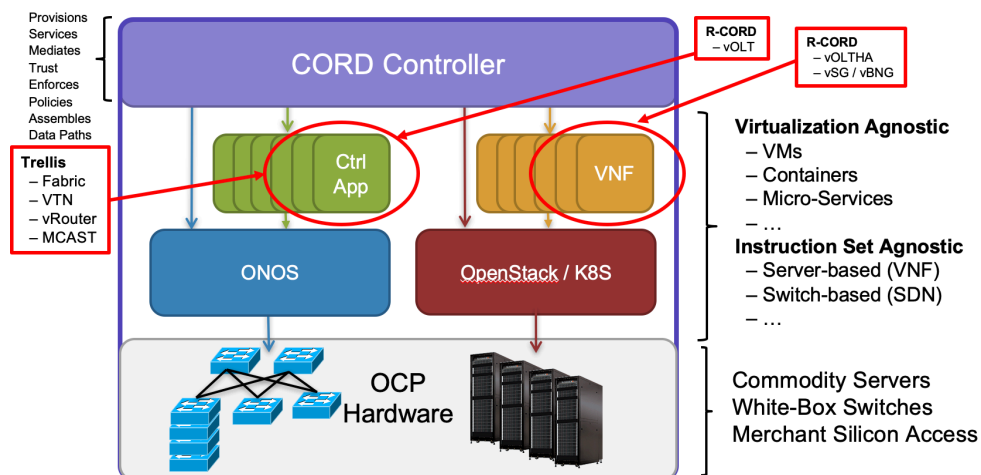 Provisions
Services
Mediates
Trust
Enforces
Policies
Assembles
Data Paths
CORD Controller
R-CORD
– vOLT
R-CORD
– vOLTHA
– vSG / vBNG
Trellis
– Fabric
– VTN
– vRouter
– MCAST
Ctrl
App
VNF
ONOS
OpenStack / K8S
Virtualization Agnostic
– VMs
– Containers
– Micro-Services
– …
Instruction Set Agnostic
– Server-based (VNF)
– Switch-based (SDN)
– …
OCP
Hardware
Commodity Servers
White-Box Switches
Merchant Silicon Access